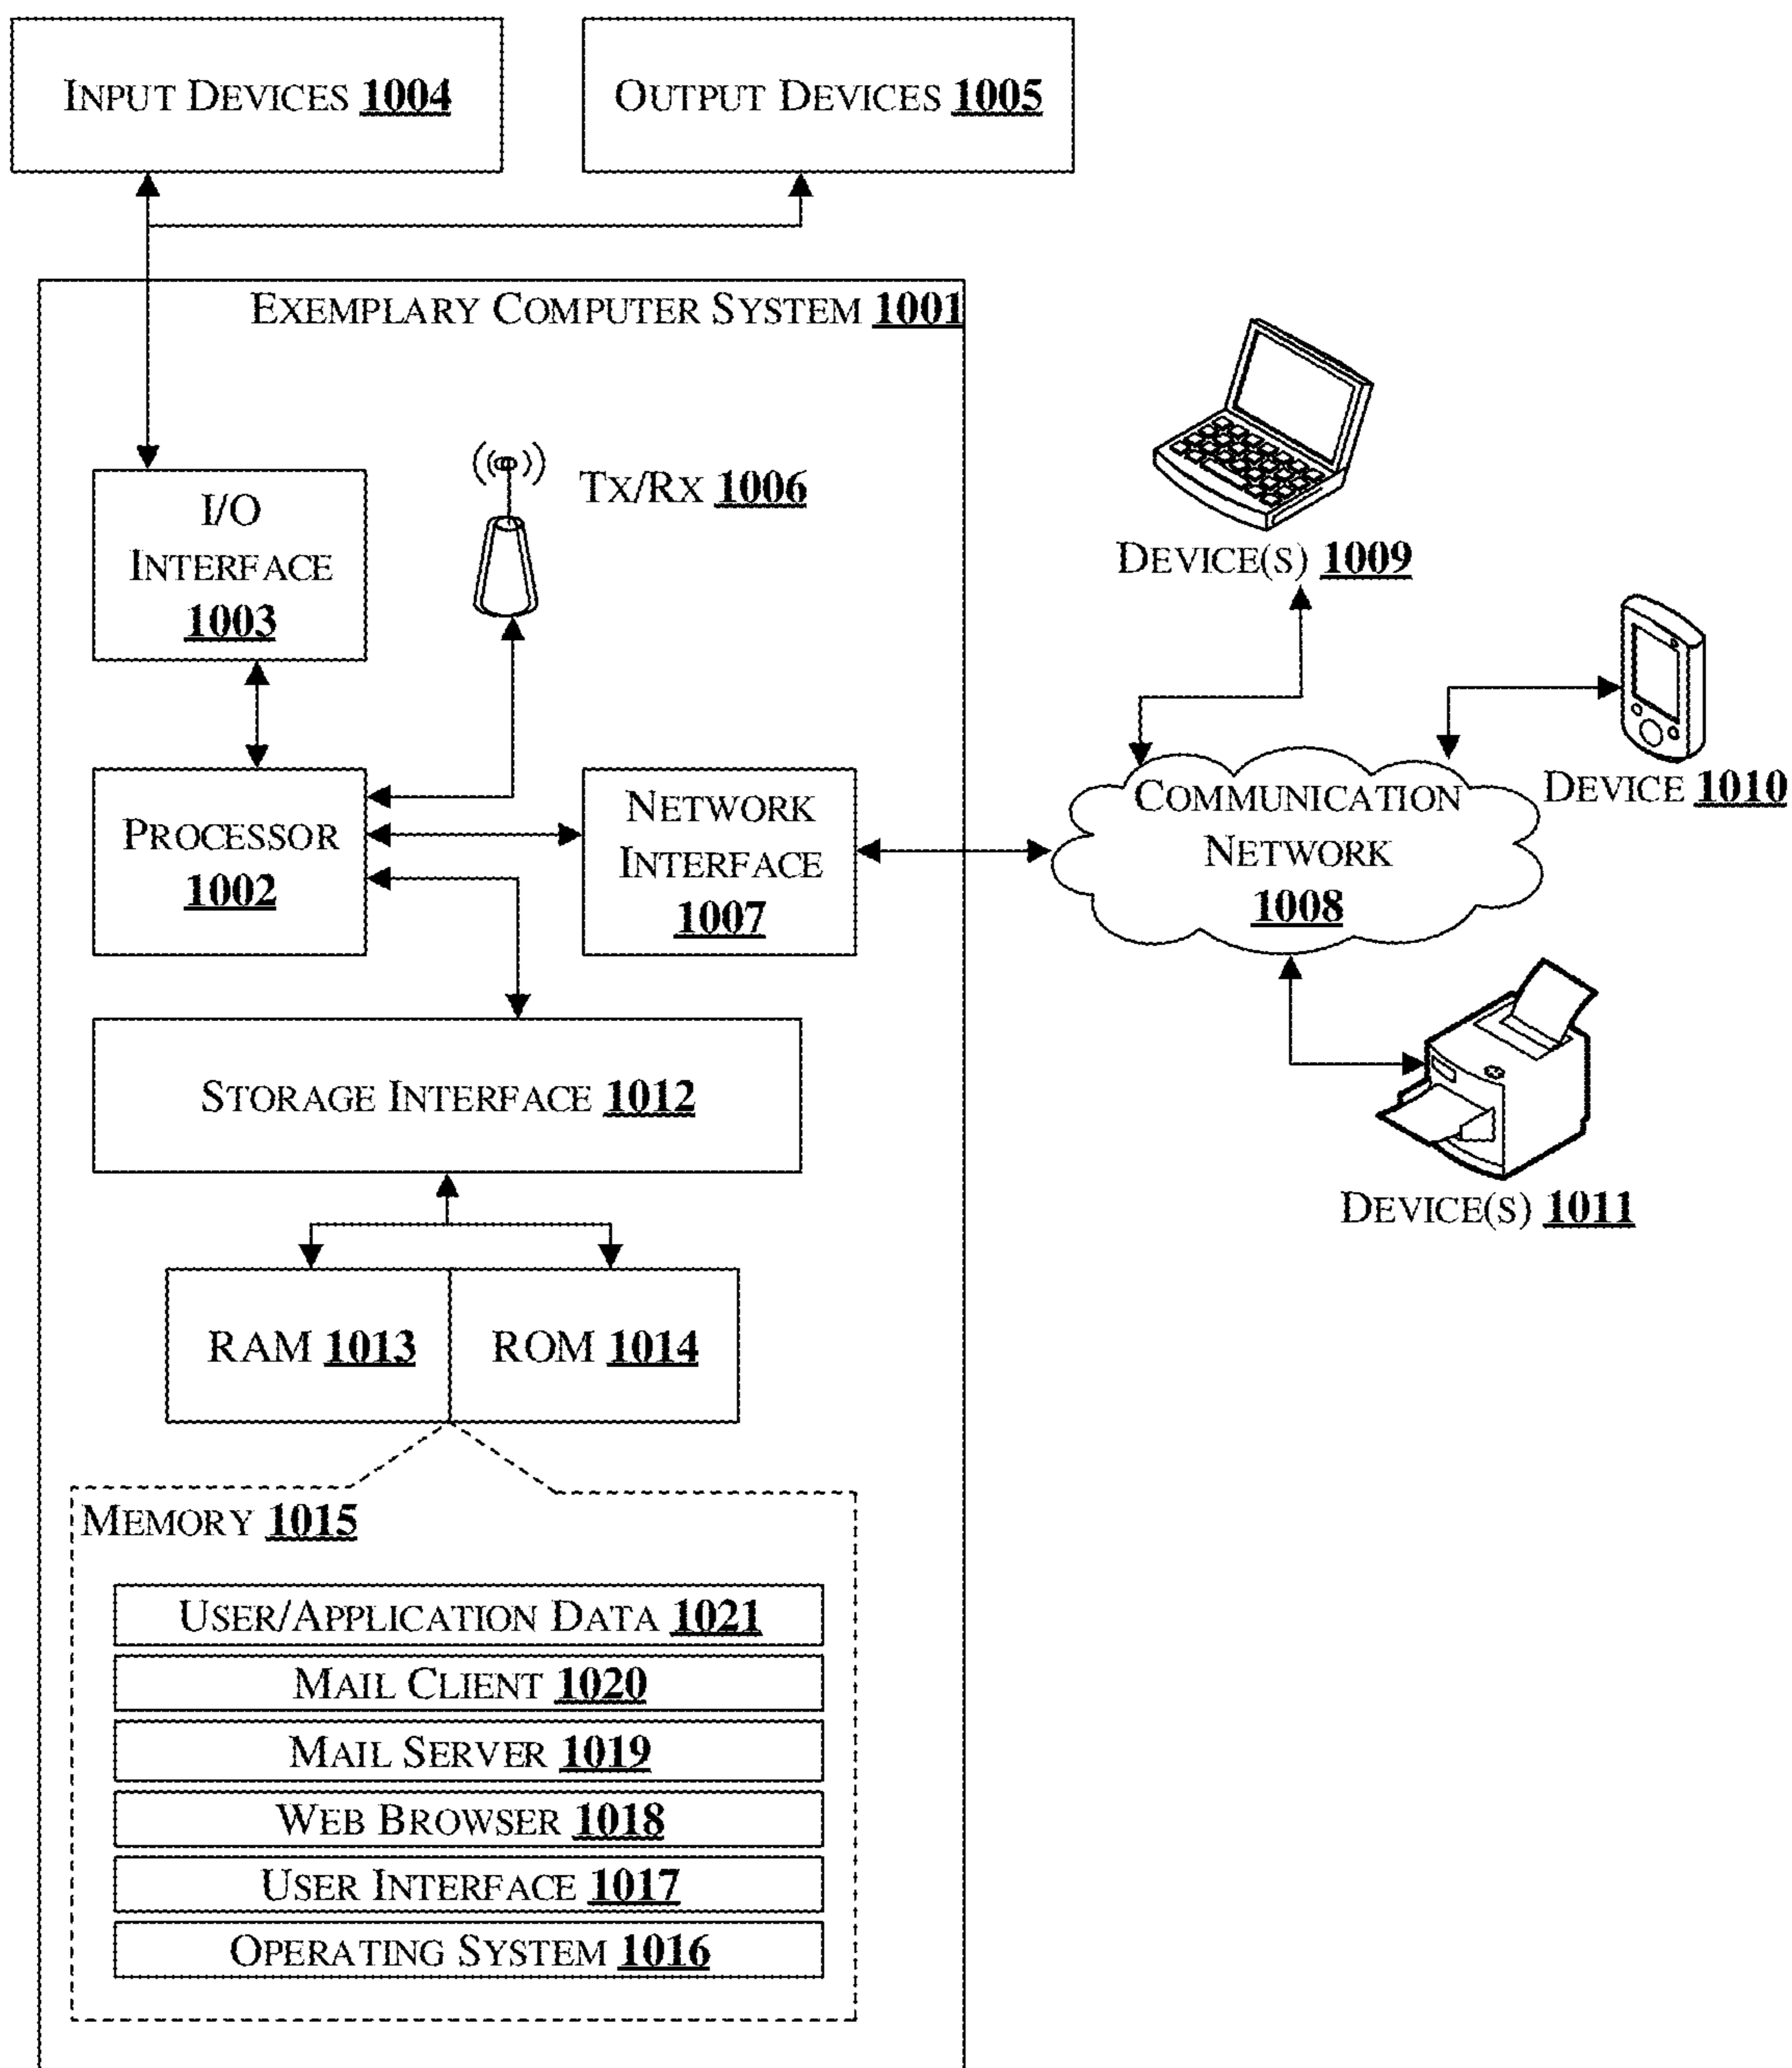 INPUT DEVICES 1004
OUTPUT DEVICES 1005
EXEMPLARY COMPUTER SYSTEM 1001
I/O
INTERFACE
1003
TX/RX 1006
DEVICE(S) 1009
DEVICE 1010
PROCESSOR
1002
NETWORK
INTERFACE
1007
COMMUNICATION
NETWORK
1008
STORAGE INTERFACE 1012
DEVICE(S) 1011
RAM 1013
ROM 1014
MEMORY 1015
USER/APPLICATION DATA 1021
MAIL CLIENT 1020
MAIL SERVER 1019
WEB BROWSER 1018
USER INTERFACE 1017
OPERATING SYSTEM 1016